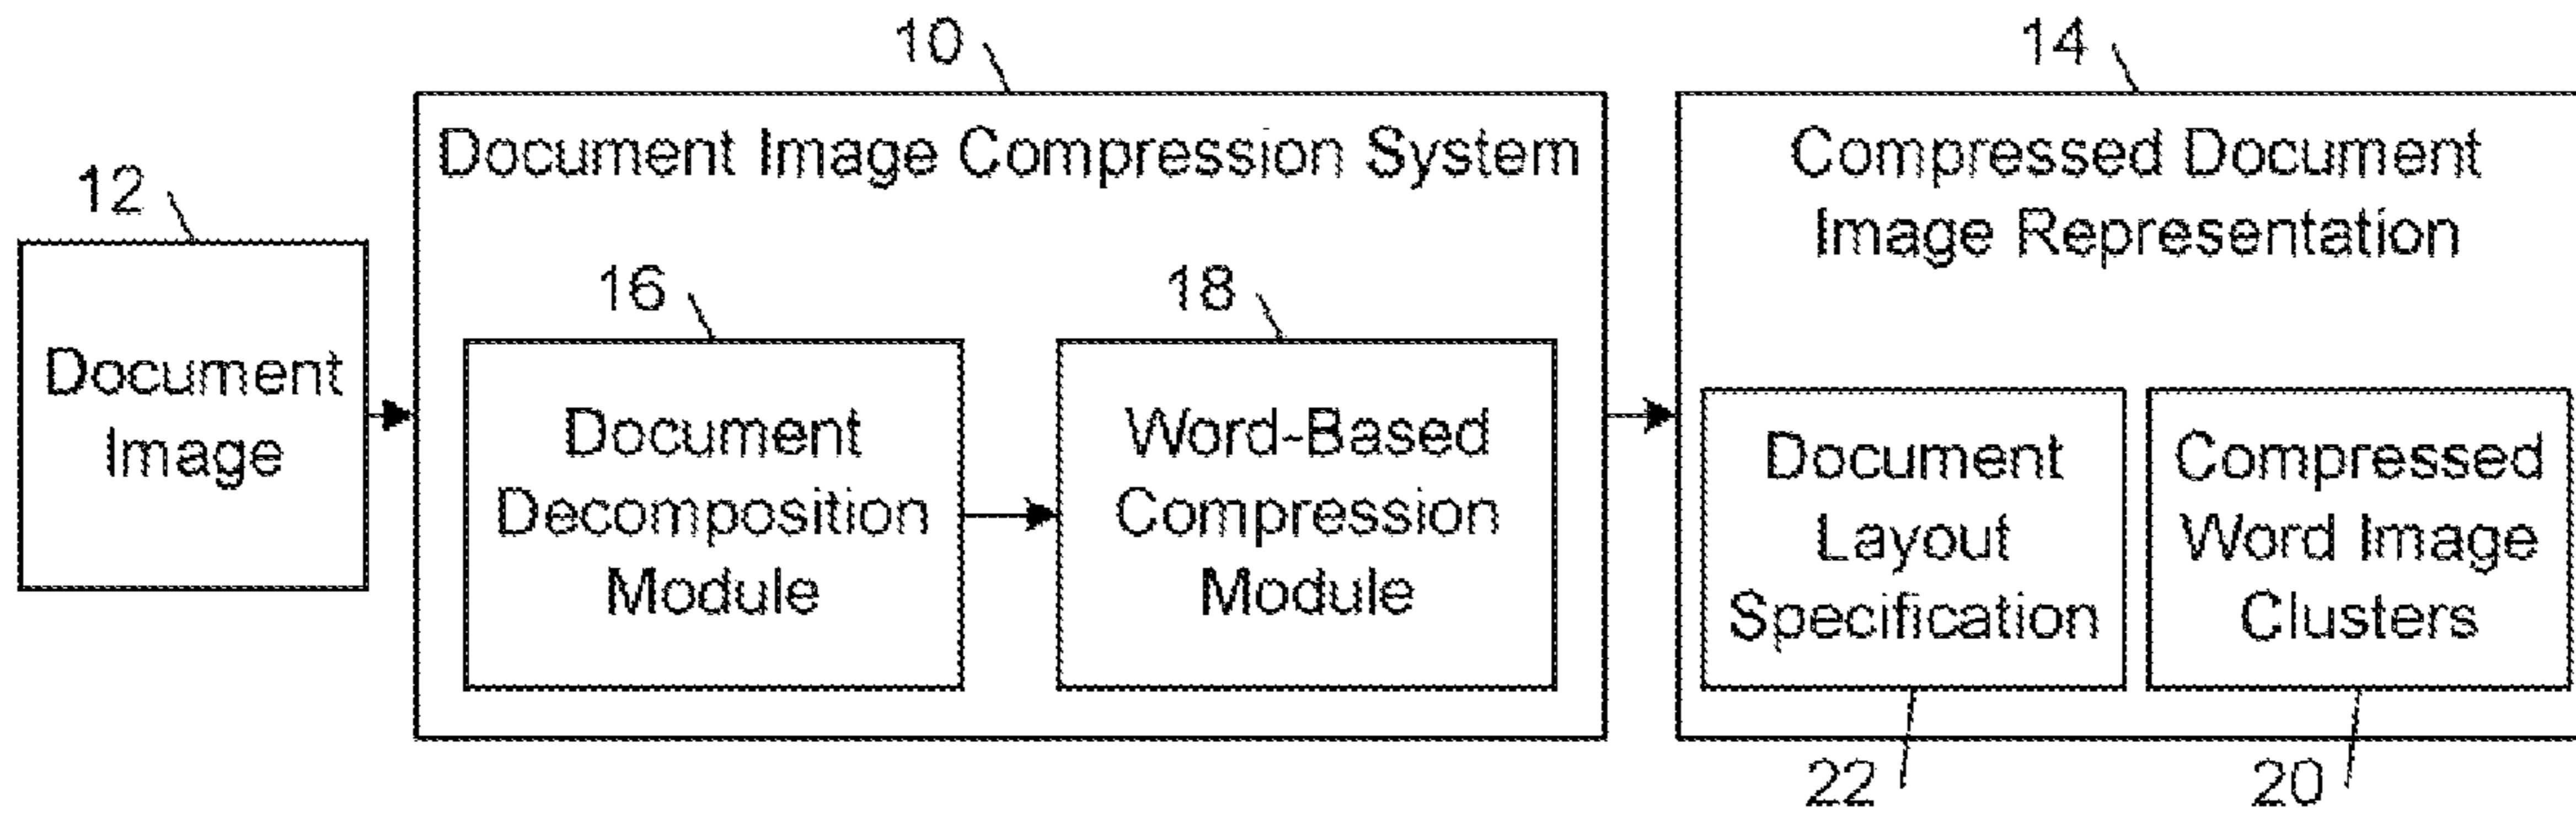 10
14
Document Image Compression System
Compressed Document
Image Representation
12
16
18
Document
Image
Document
Decomposition
Module
Word-Based
Compression
Module
Document
Layout
Specification
Compressed
Word Image
Clusters
22
20